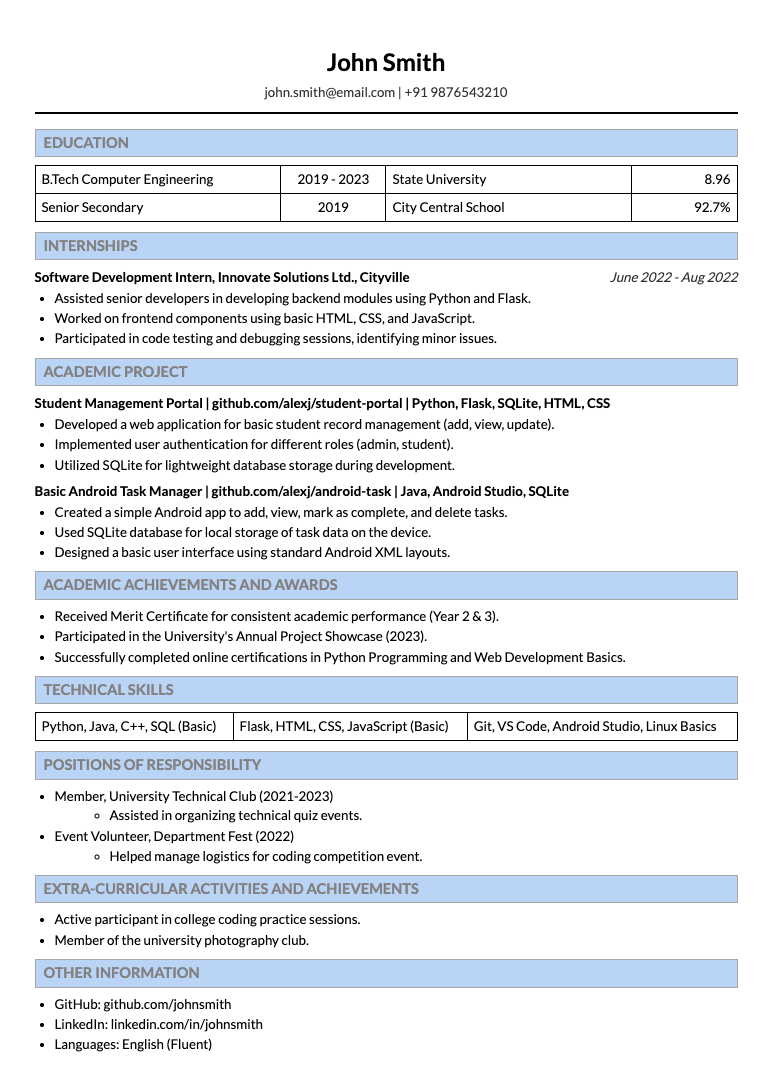 John Smith
john.smith@email.com | +91 9876543210
EDUCATION
B.Tech Computer Engineering 2019 - 2023 State University 8.96
Senior Secondary 2019 City Central School 92.7%
INTERNSHIPS
Software Development Intern, Innovate Solutions Ltd., Cityville June 2022 - Aug 2022
• Assisted senior developers in developing backend modules using Python and Flask.
• Worked on frontend components using basic HTML, CSS, and JavaScript.
• Participated in code testing and debugging sessions, identifying minor issues.
ACADEMIC PROJECT
Student Management Portal | github.com/alexj/student-portal | Python, Flask, SQLite, HTML, CSS
• Developed a web application for basic student record management (add, view, update).
• Implemented user authentication for different roles (admin, student).
• Utilized SQLite for lightweight database storage during development.
Basic Android Task Manager | github.com/alexj/android-task | Java, Android Studio, SQLite
• Created a simple Android app to add, view, mark as complete, and delete tasks.
• Used SQLite database for local storage of task data on the device.
• Designed a basic user interface using standard Android XML layouts.
ACADEMIC ACHIEVEMENTS AND AWARDS
• Received Merit Certificate for consistent academic performance (Year 2 & 3).
• Participated in the University's Annual Project Showcase (2023).
• Successfully completed online certifications in Python Programming and Web Development Basics.
TECHNICAL SKILLS
Python, Java, C++, SQL (Basic) Flask, HTML, CSS, JavaScript (Basic) Git, VS Code, Android Studio, Linux Basics
POSITIONS OF RESPONSIBILITY
• Member, University Technical Club (2021-2023)
◦ Assisted in organizing technical quiz events.
• Event Volunteer, Department Fest (2022)
◦ Helped manage logistics for coding competition event.
EXTRA-CURRICULAR ACTIVITIES AND ACHIEVEMENTS
• Active participant in college coding practice sessions.
• Member of the university photography club.
OTHER INFORMATION
• GitHub: github.com/johnsmith
• LinkedIn: linkedin.com/in/johnsmith
• Languages: English (Fluent)